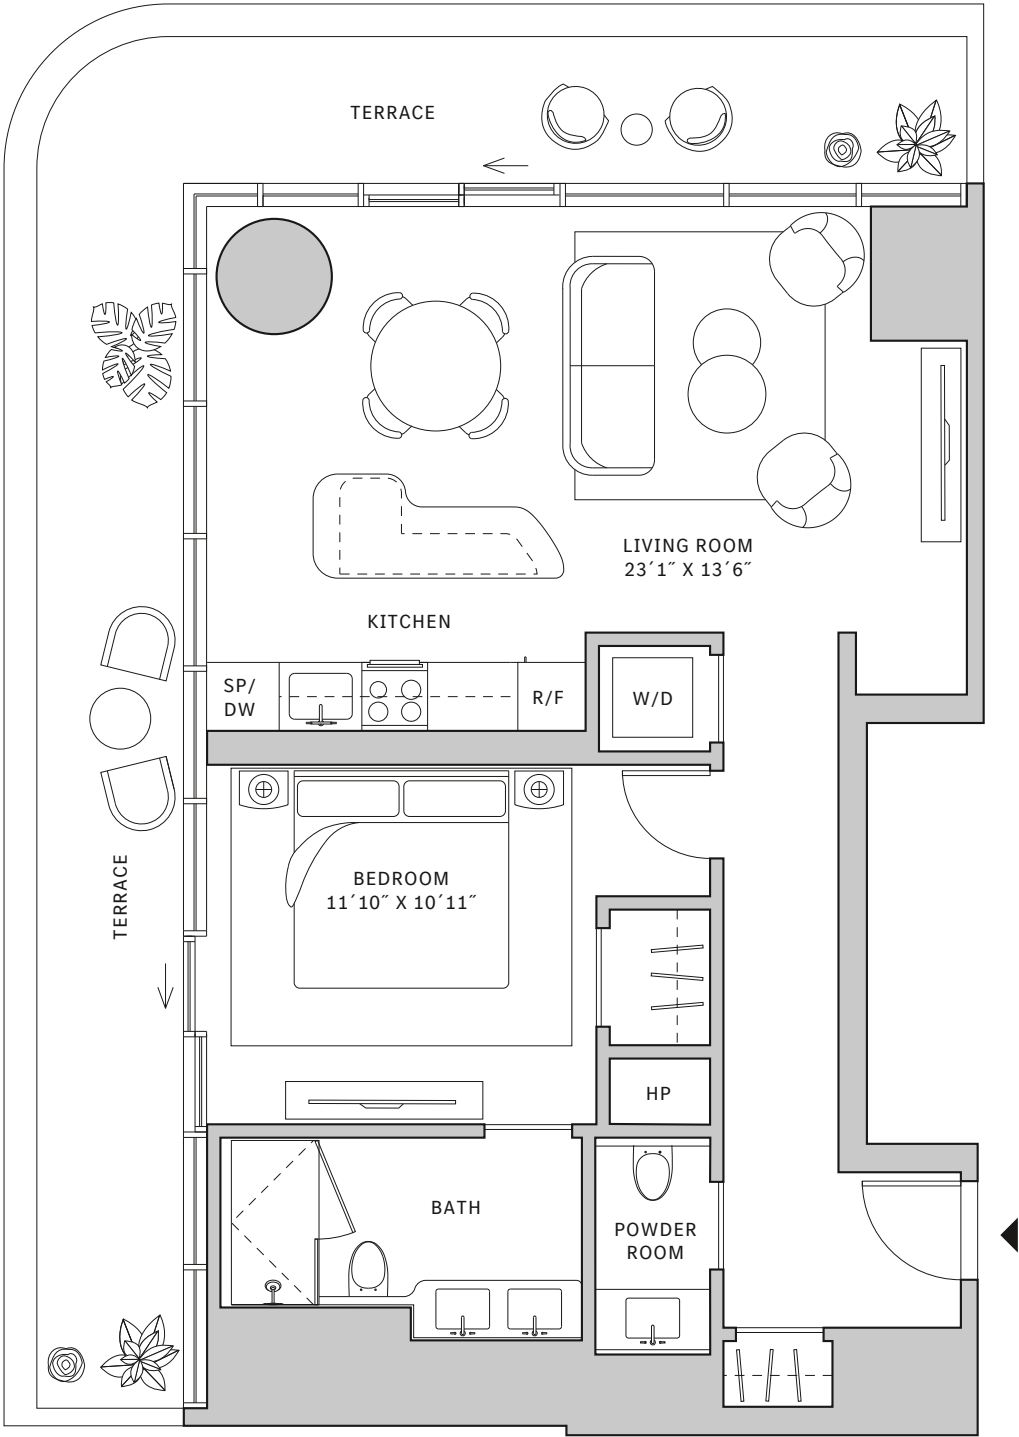 TERRACE
LIVING ROOM
23´1˝ X 13´6˝
KITCHEN
SP/
DW
R/F
W/D
TERRACE
BEDROOM
11´10˝ X 10´11˝
HP
BATH
POWDER
ROOM